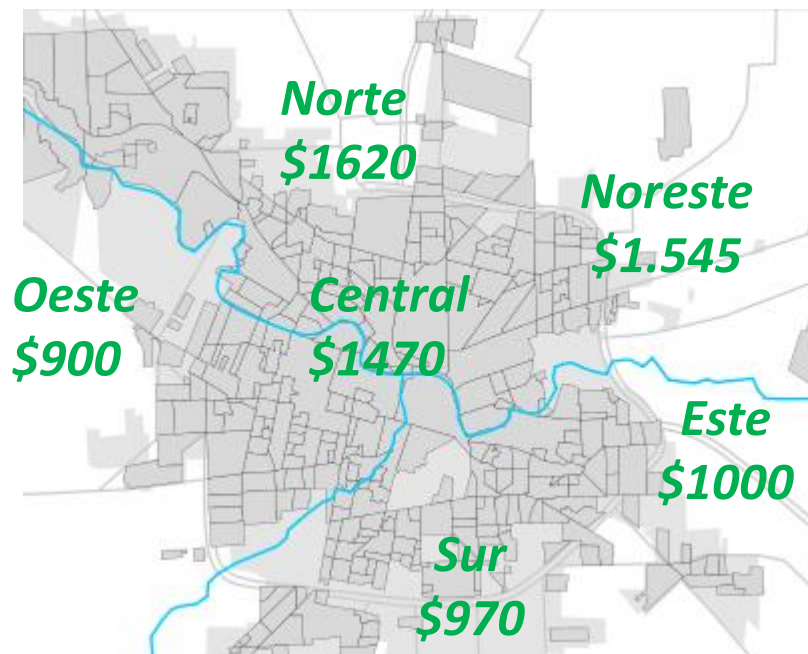 Norte
$1620
Noreste
$1.545
Oeste
$900
Central
$1470
Este
$1000
Sur
$970